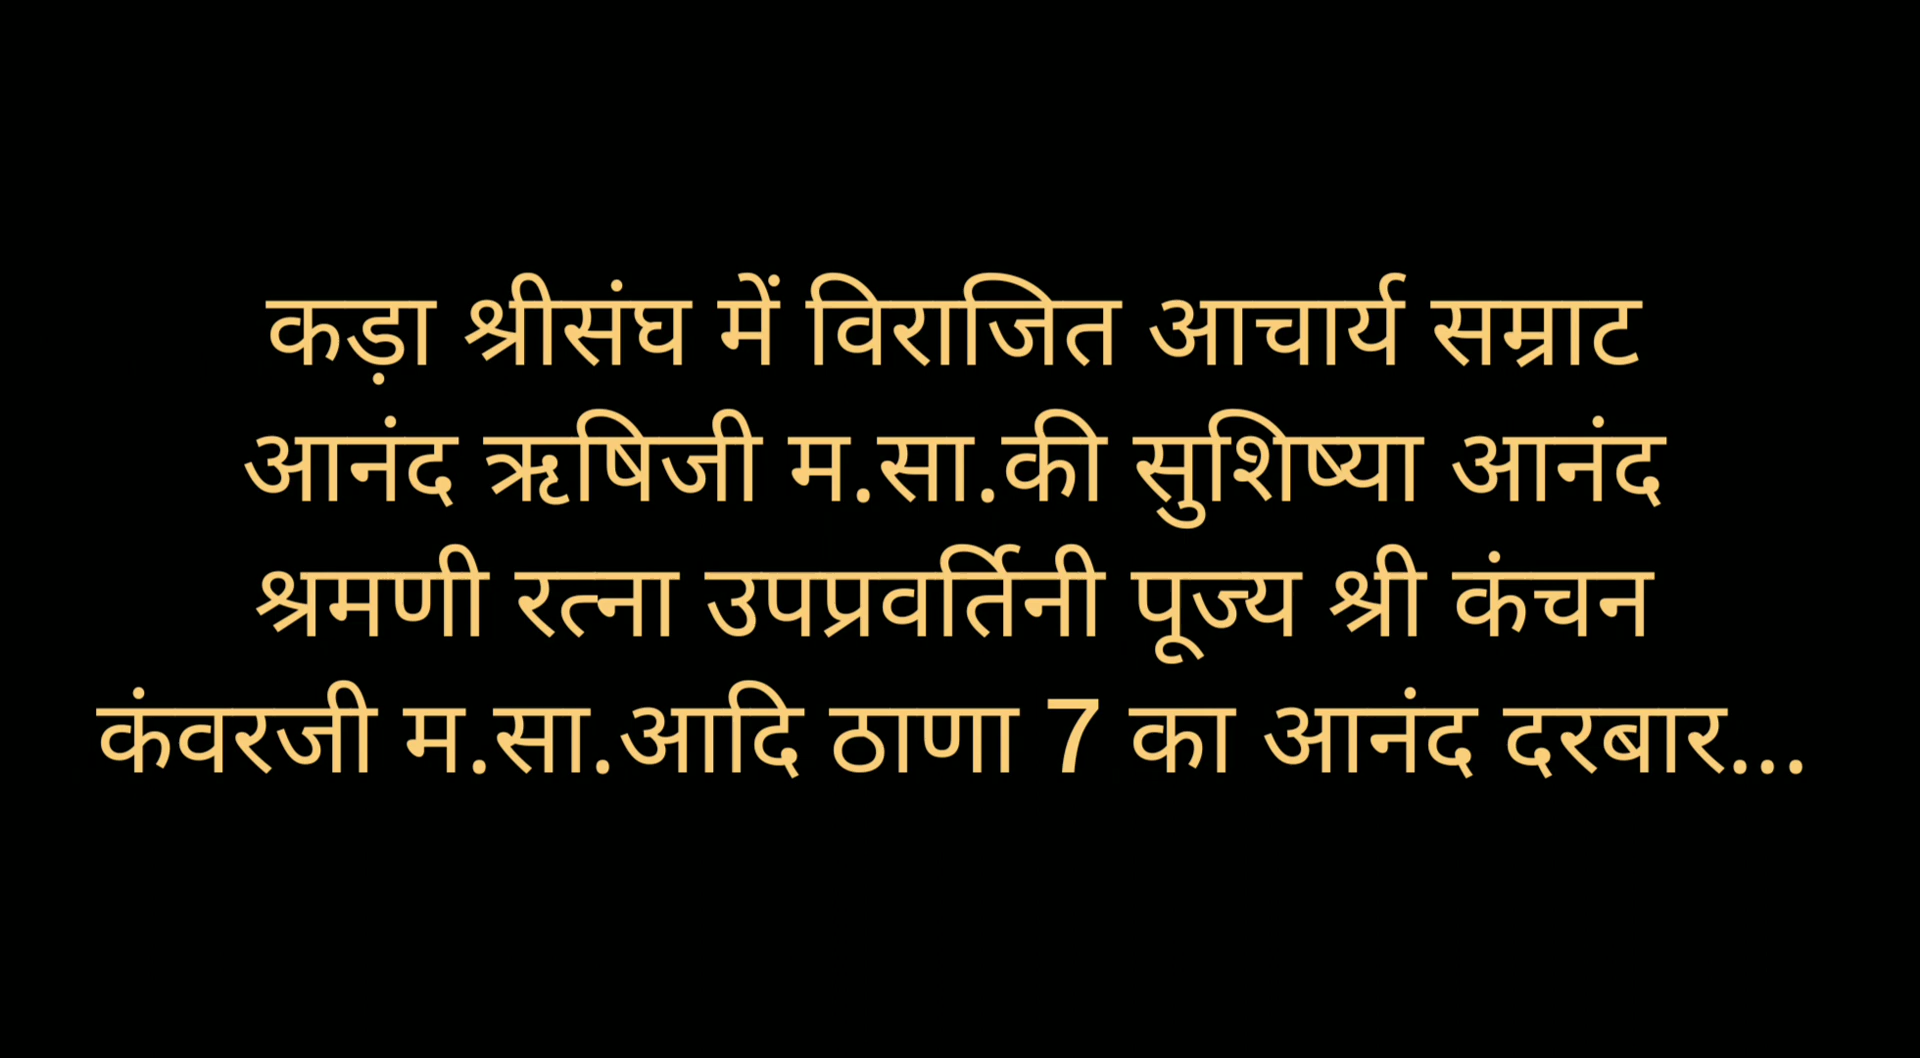 कड़ा श्रीसंघ में विराजित आचार्य सम्राट
आनंद ऋषिजी म.सा.की सुशिष्या आनंद
श्रमणी रत्ना उपप्रवर्तिनी पूज्य श्री कंचन
कंवरजी म.सा.आदि ठाणा 7 का आनंद दरबार...